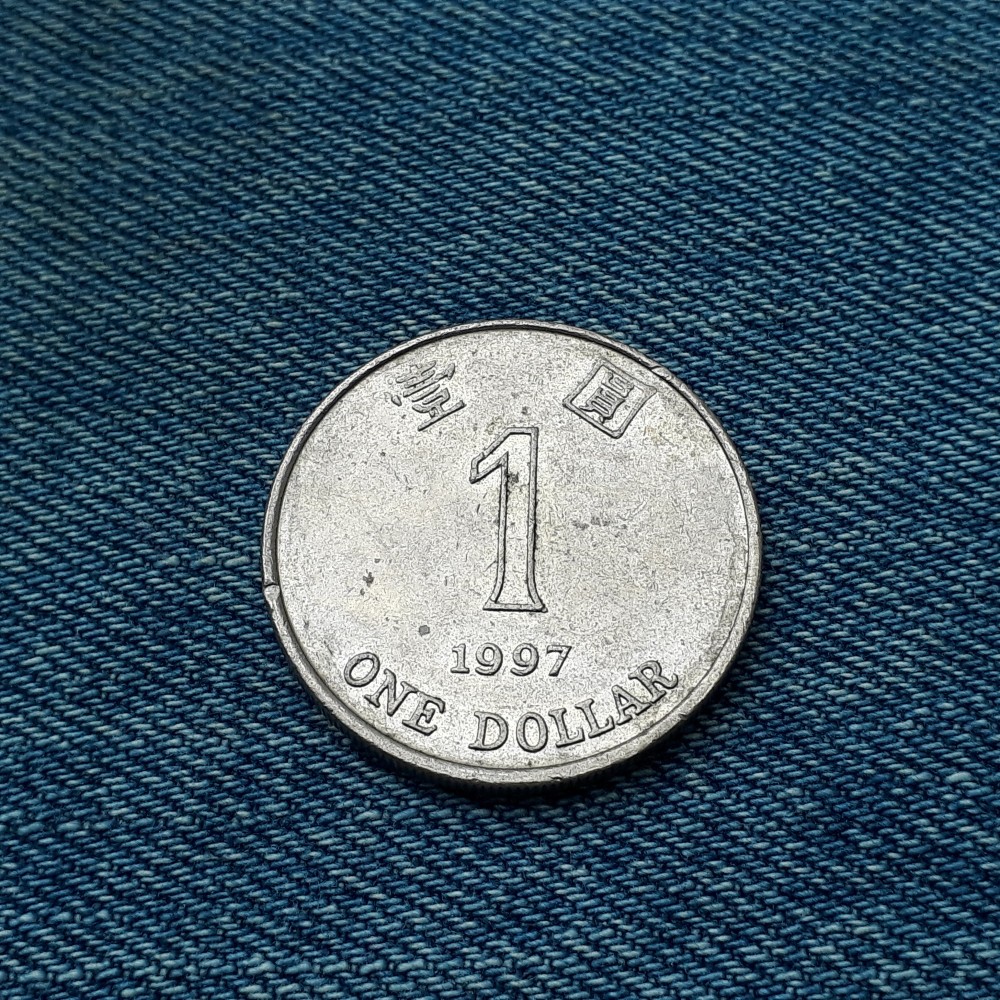 壹 圓
1
1997
ONE DOLLAR